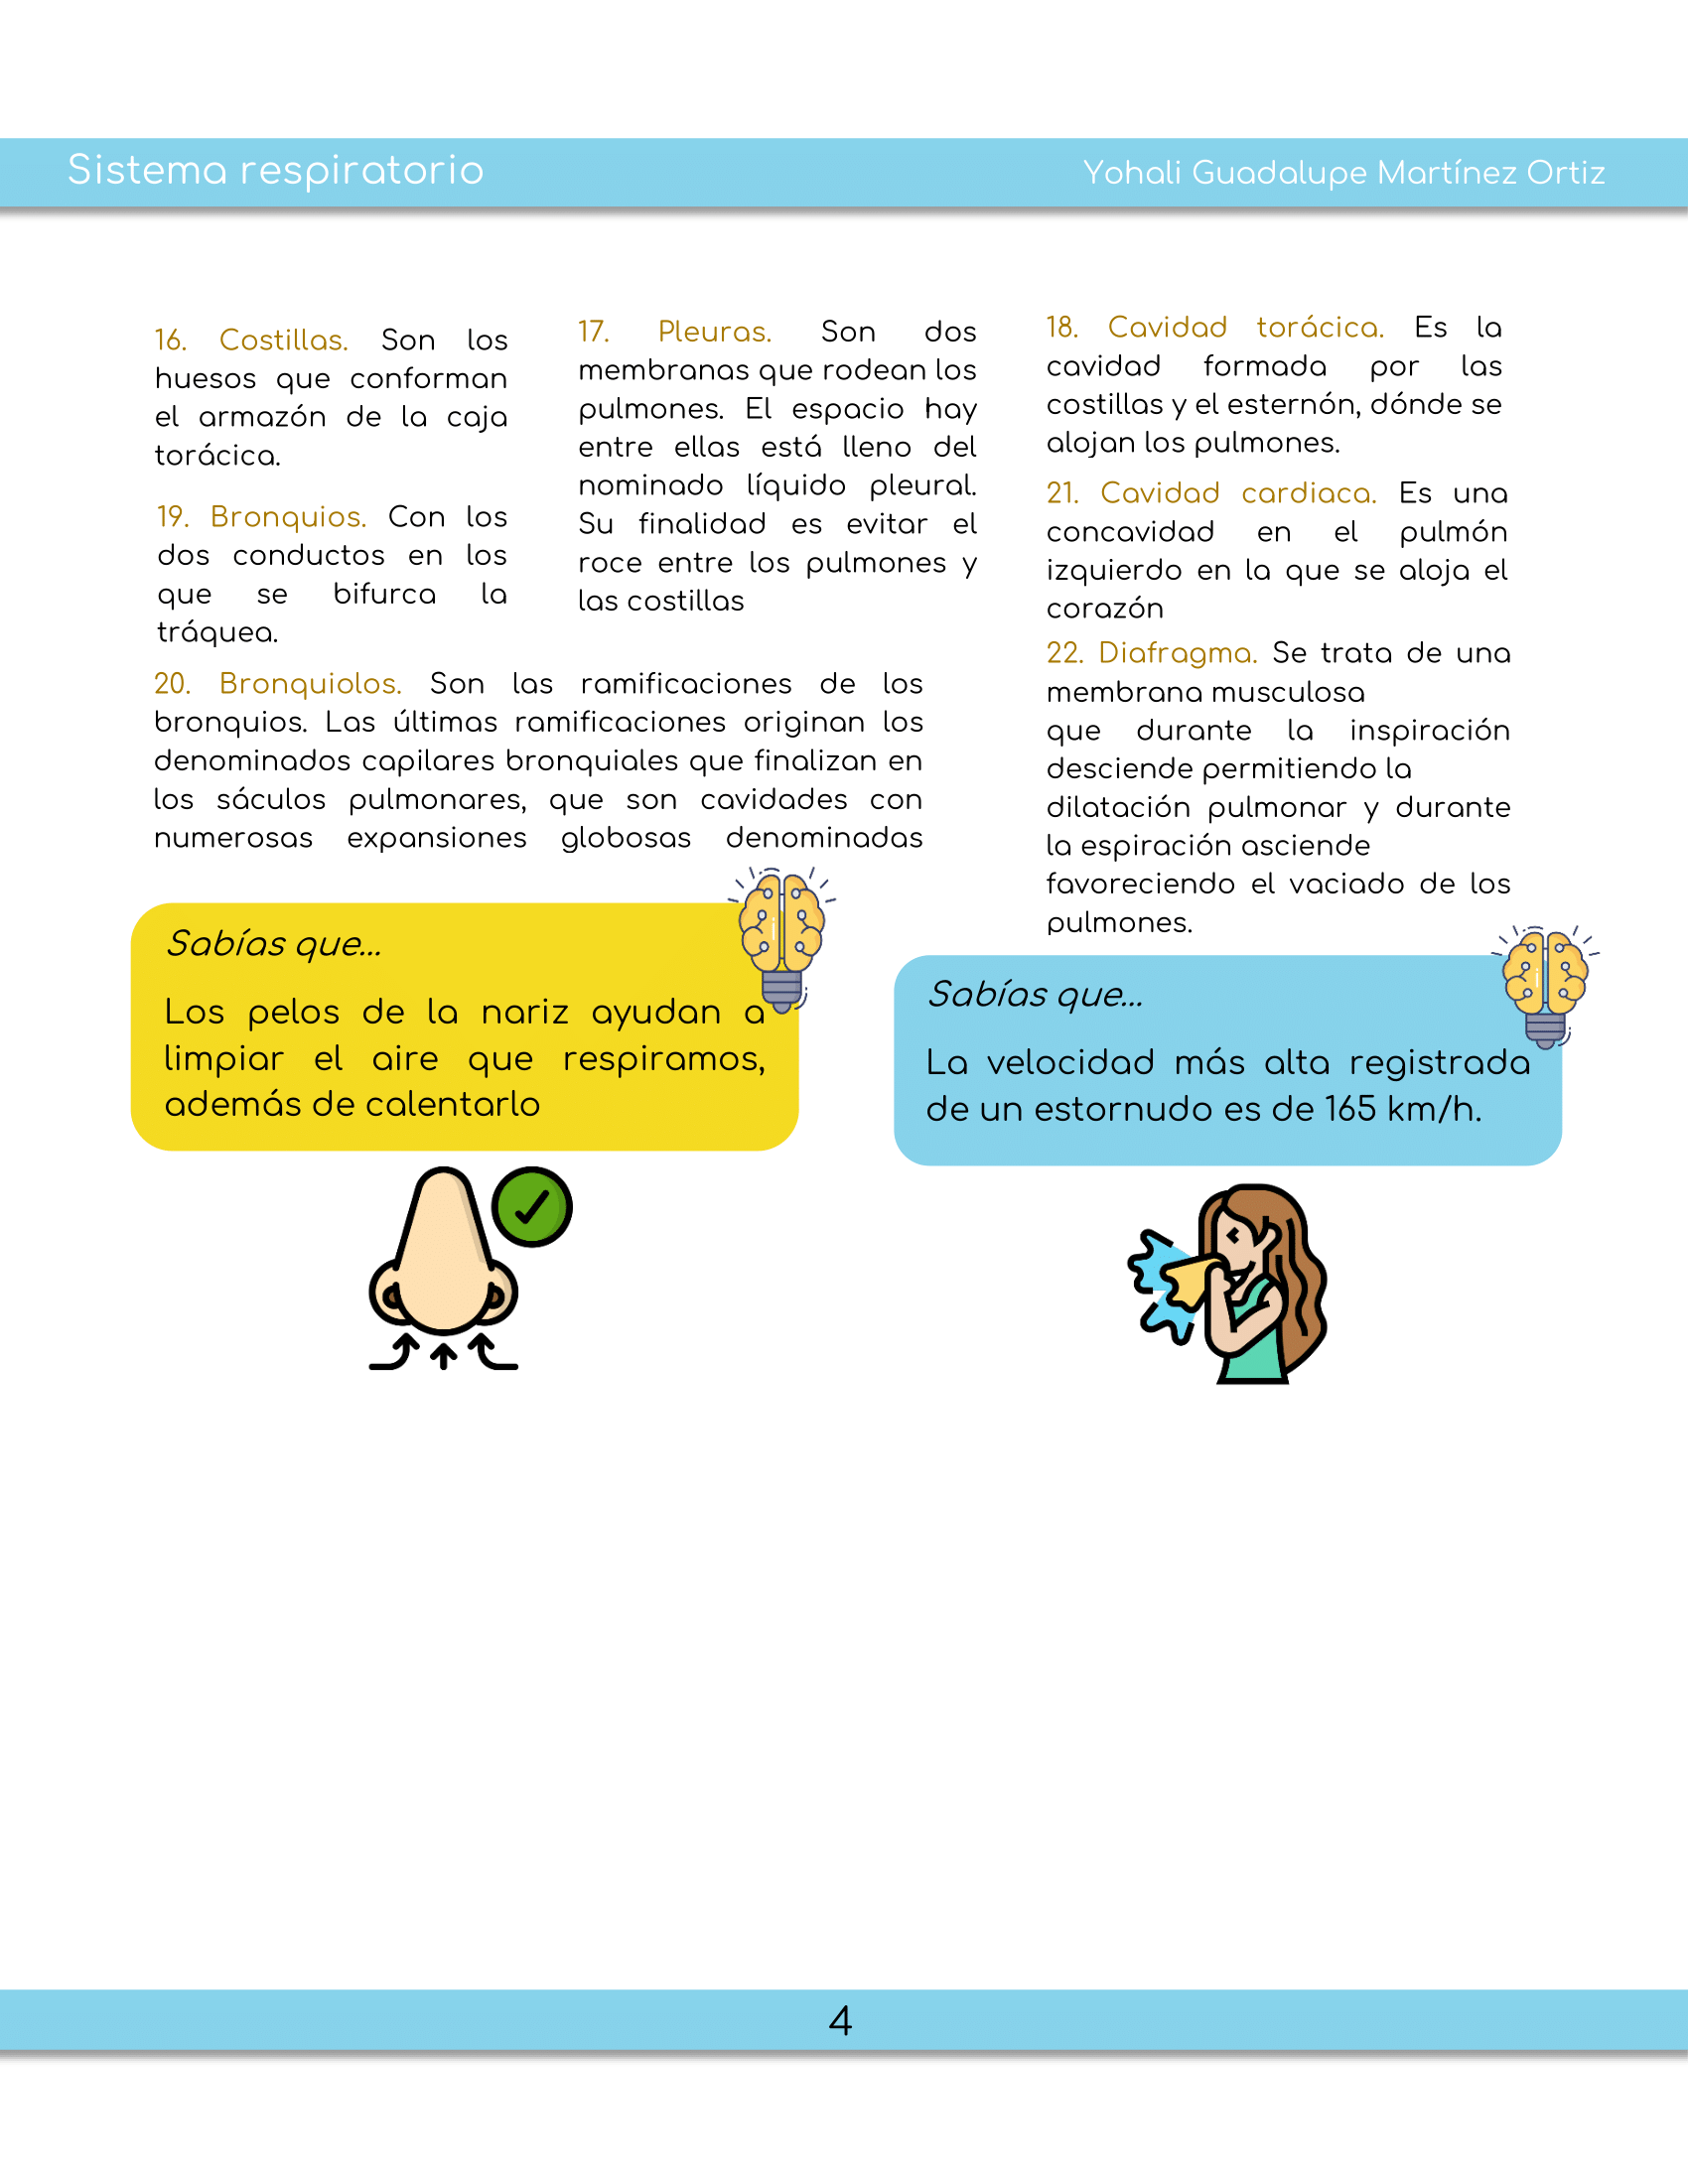 Sistema respiratorio
Yohali Guadalupe Martínez Ortiz
16. Costillas. Son los
huesos que conforman
el armazón de la caja
torácica.
17. Pleuras. Son dos
membranas que rodean los
pulmones. El espacio hay
entre ellas está lleno del
nominado líquido pleural.
Su finalidad es evitar el
roce entre los pulmones y
las costillas
18. Cavidad torácica. Es la
cavidad formada por las
costillas y el esternón, dónde se
alojan los pulmones.
19. Bronquios. Con los
dos conductos en los
que se bifurca la
tráquea.
20. Bronquiolos. Son las ramificaciones de los
bronquios. Las últimas ramificaciones originan los
denominados capilares bronquiales que finalizan en
los sáculos pulmonares, que son cavidades con
numerosas expansiones globosas denominadas
21. Cavidad cardiaca. Es una
concavidad en el pulmón
izquierdo en la que se aloja el
corazón
22. Diafragma. Se trata de una
membrana musculosa
que durante la inspiración
desciende permitiendo la
dilatación pulmonar y durante
la espiración asciende
favoreciendo el vaciado de los
pulmones.
Sabías que...
Los pelos de la nariz ayudan a
limpiar el aire que respiramos,
además de calentarlo
Sabías que...
La velocidad más alta registrada
de un estornudo es de 165 km/h.
4